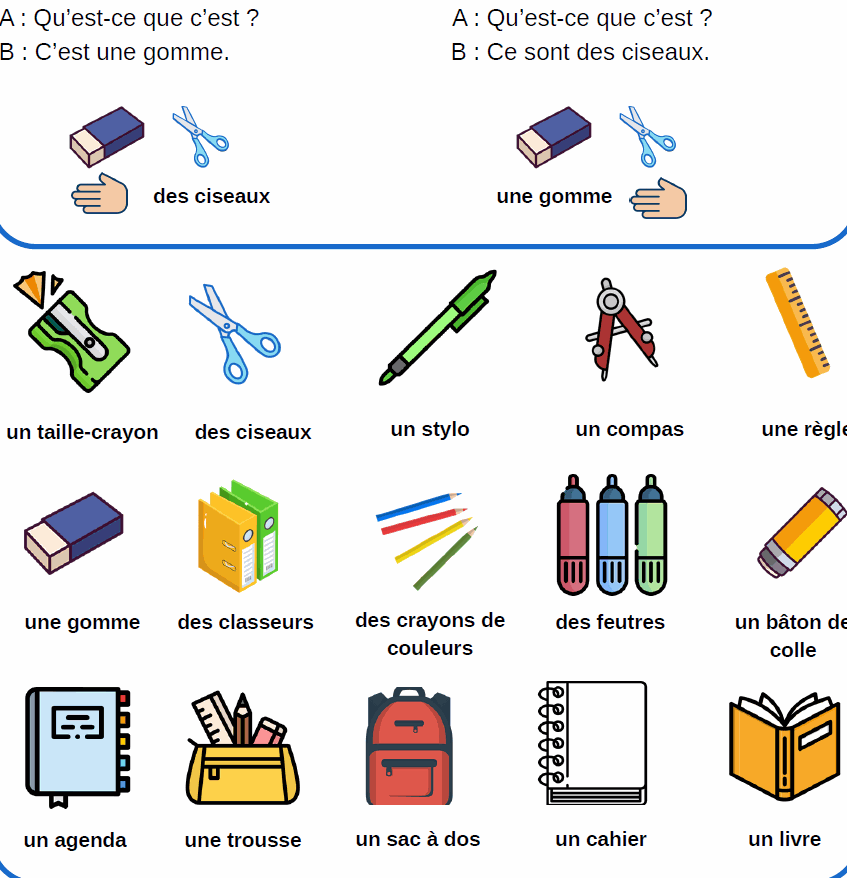 A : Qu'est-ce que c'est ?
A : Qu'est-ce que c'est ?
B : C'est une gomme.
B : Ce sont des ciseaux.
des ciseaux
une gomme
un taille-crayon
des ciseaux
un stylo
un compas
une règle
une gomme
des classeurs
des crayons de
couleurs
des feutres
un bâton de
colle
un agenda
une trousse
un sac à dos
un cahier
un livre